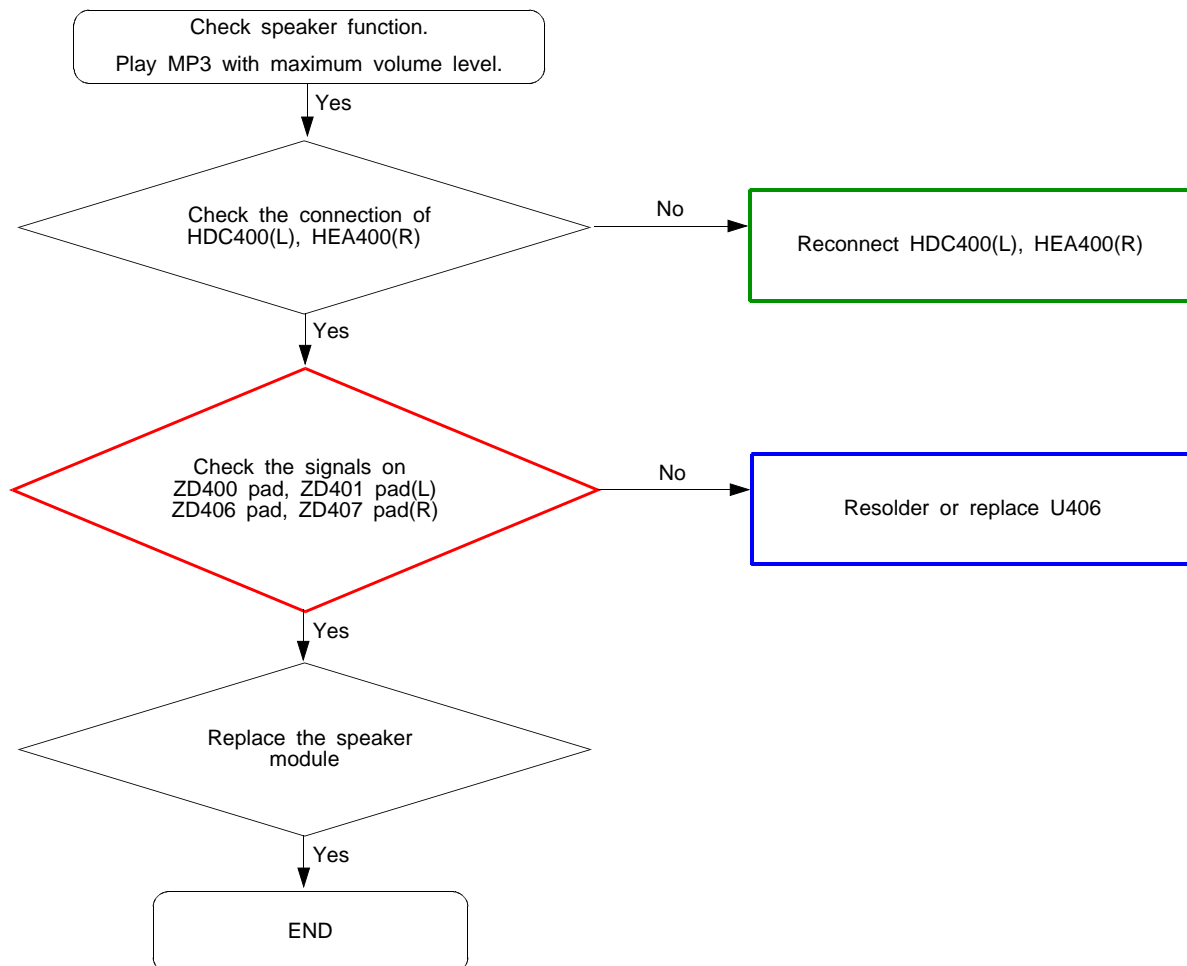 Check speaker function.
Play MP3 with maximum volume level.
Yes
Check the connection of
HDC400(L), HEA400(R)
No
Reconnect HDC400(L), HEA400(R)
Yes
Check the signals on
ZD400 pad, ZD401 pad(L)
ZD406 pad, ZD407 pad(R)
No
Resolder or replace U406
Yes
Replace the speaker
module
Yes
END